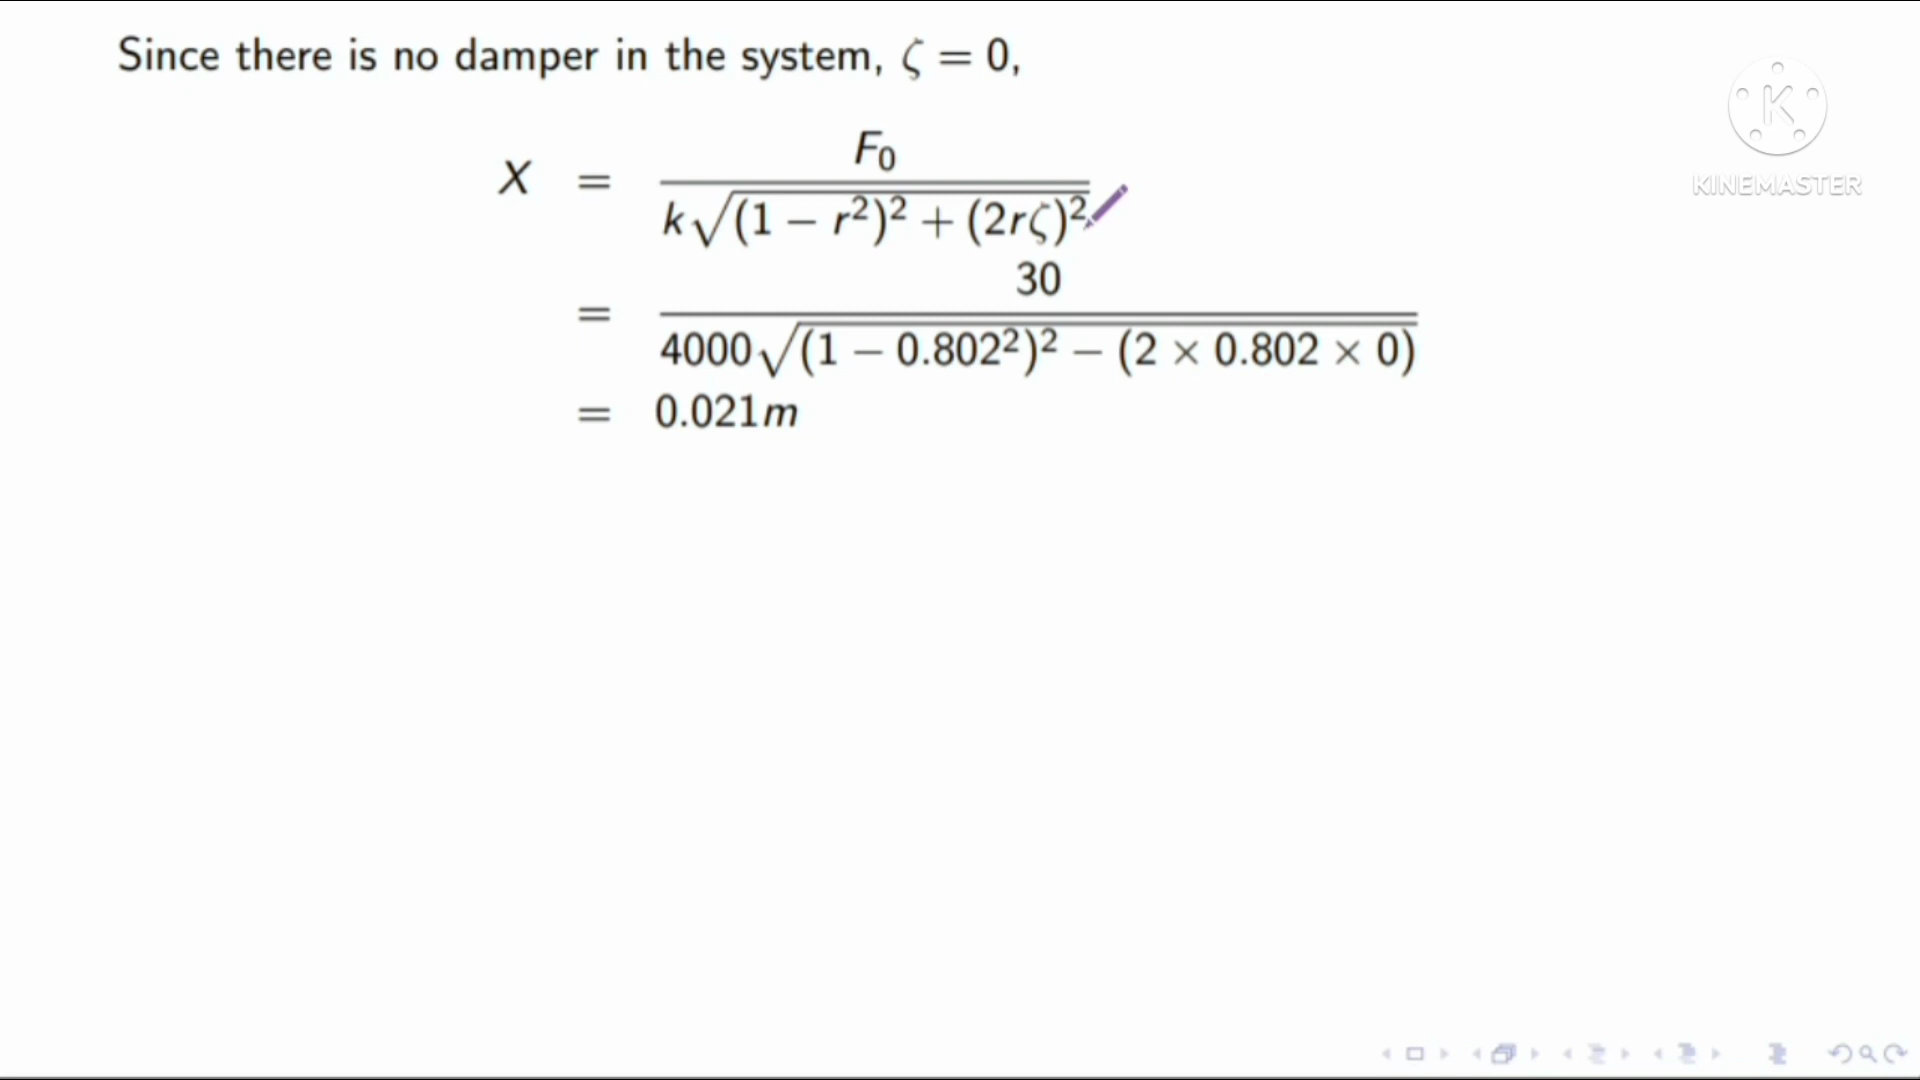 Since there is no damper in the system, ζ = 0,
K
KINEMASTER
X = F₀ / k√(1 − r²)² + (2rζ)²
= 30 / 4000√(1 − 0.802²)² − (2 × 0.802 × 0)
= 0.021m